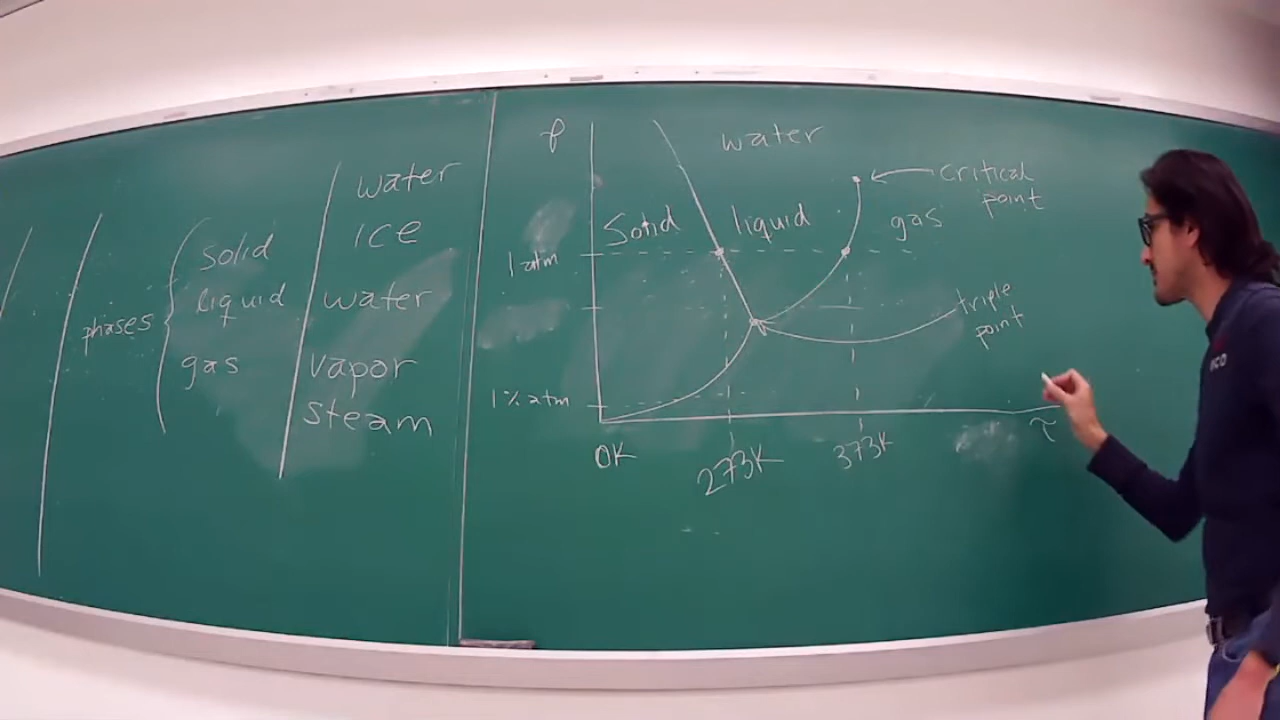 phases
solid
liquid
gas
water
ice
water
vapor
steam
P
water
Solid
liquid
gas
critical
point
1 atm
triple
point
1% atm
0K
273K
373K
T